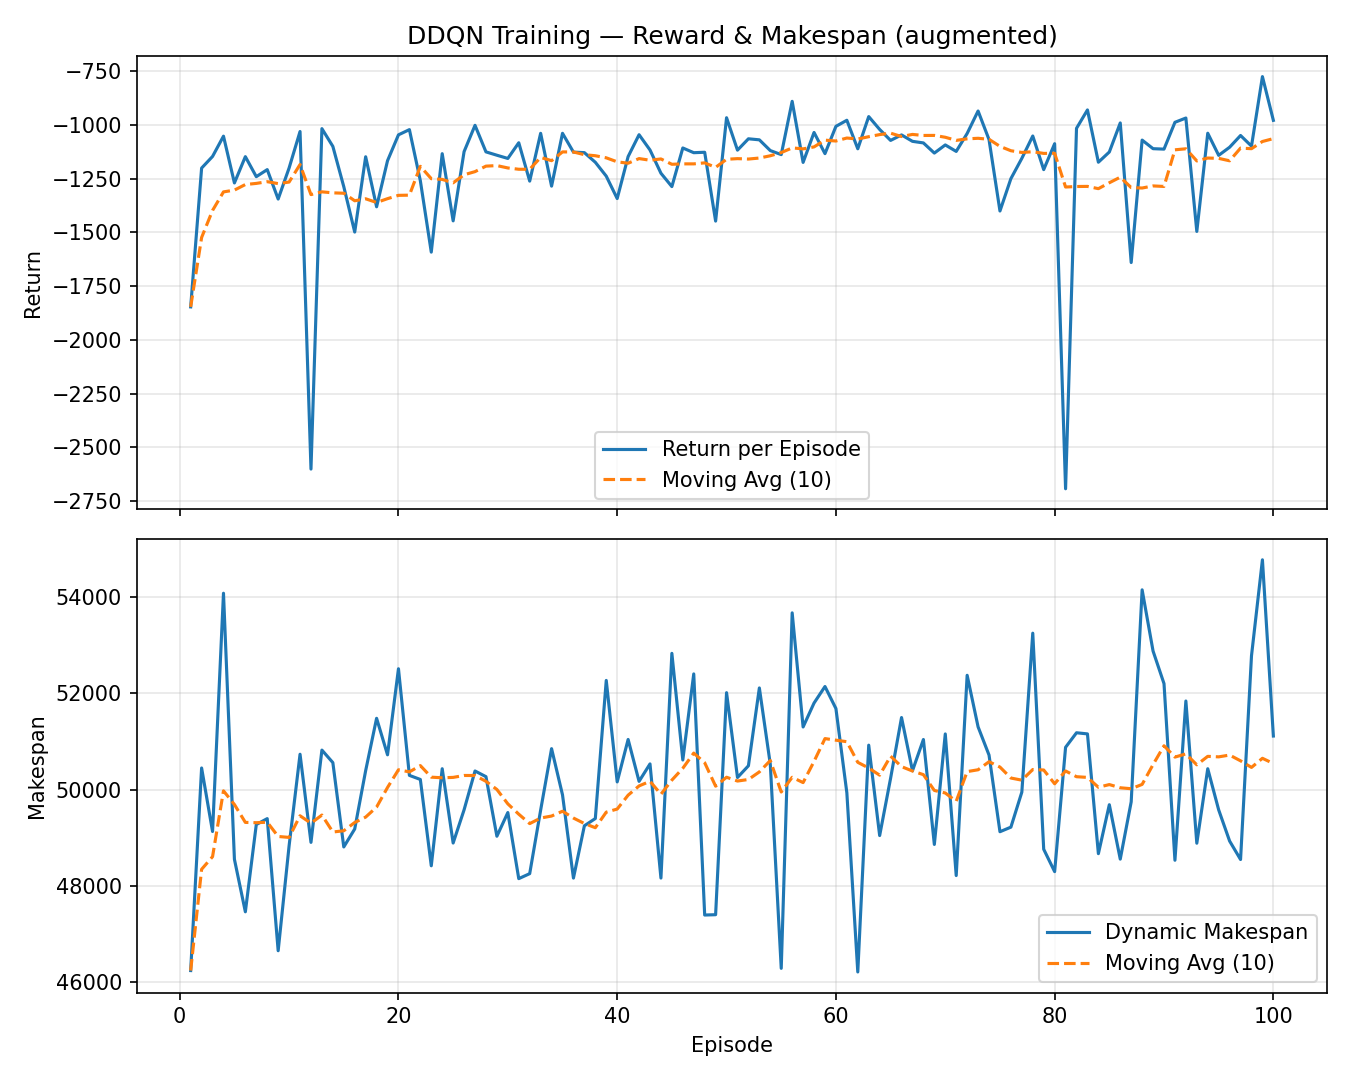 DDQN Training — Reward & Makespan (augmented)
−750
−1000
−1250
−1500
−1750
−2000
−2250
−2500
−2750
Return
Return per Episode
Moving Avg (10)
54000
52000
50000
48000
46000
Makespan
Dynamic Makespan
Moving Avg (10)
0 20 40 60 80 100
Episode